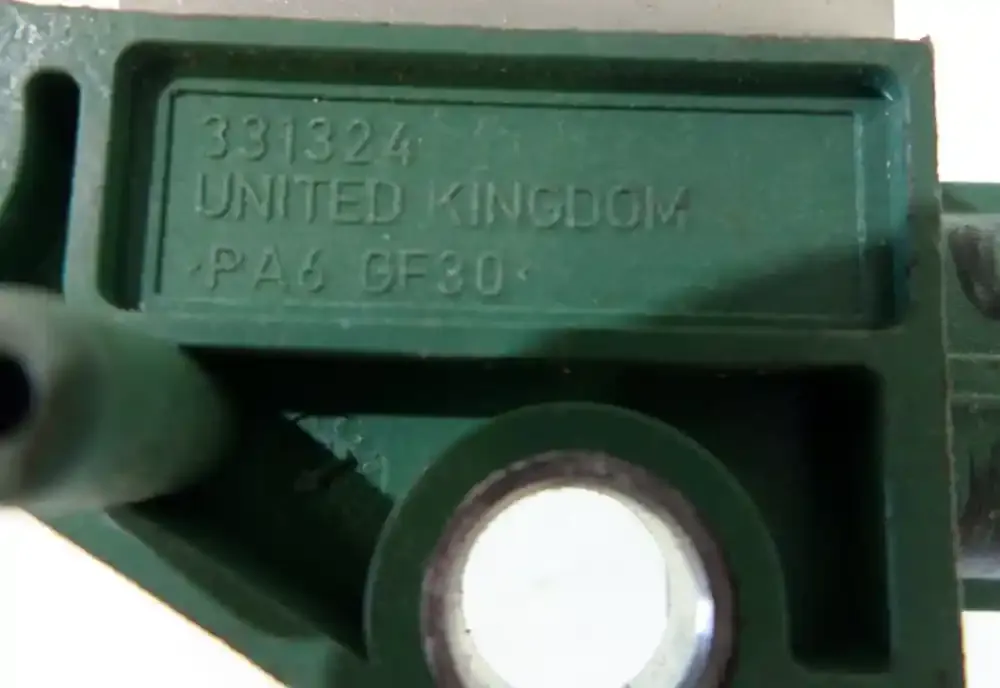 331324
UNITED KINGDOM
·PA6 GF30·